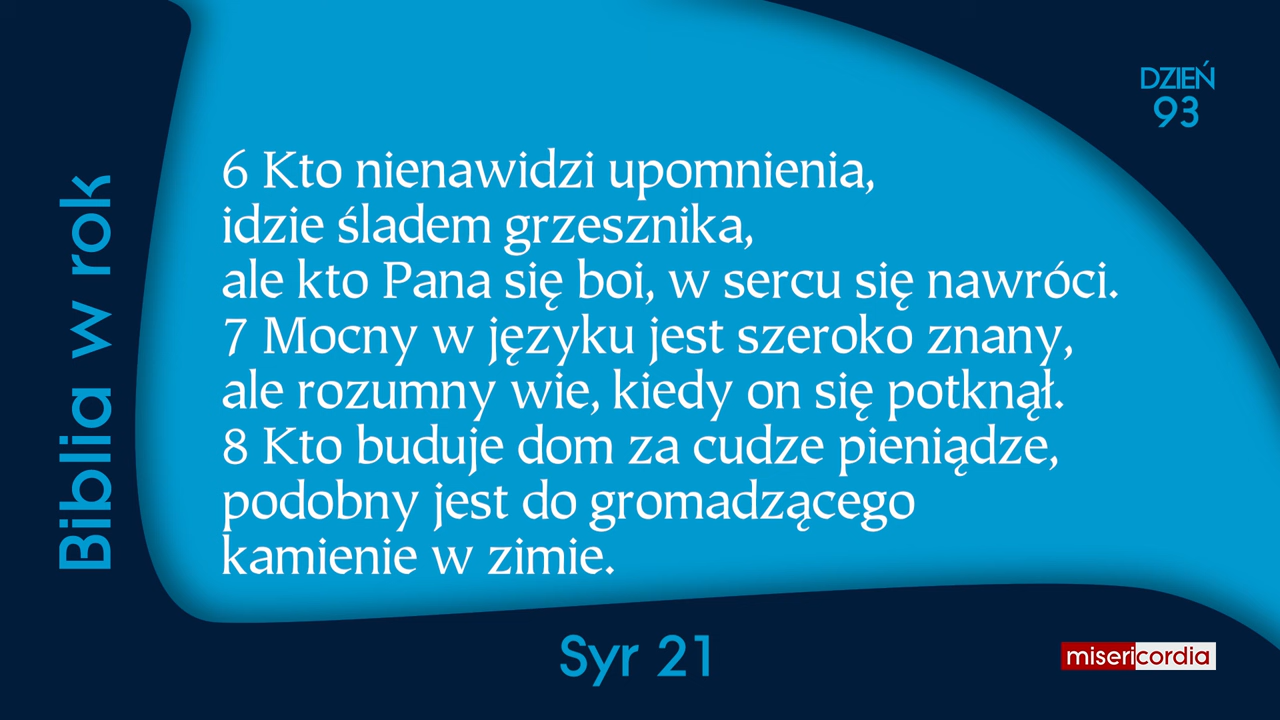 DZIEŃ
93
Biblia w rok
6 Kto nienawidzi upomnienia,
idzie śladem grzesznika,
ale kto Pana się boi, w sercu się nawróci.
7 Mocny w języku jest szeroko znany,
ale rozumny wie, kiedy on się potknął.
8 Kto buduje dom za cudze pieniądze,
podobny jest do gromadzącego
kamienie w zimie.
Syr 21
misericordia